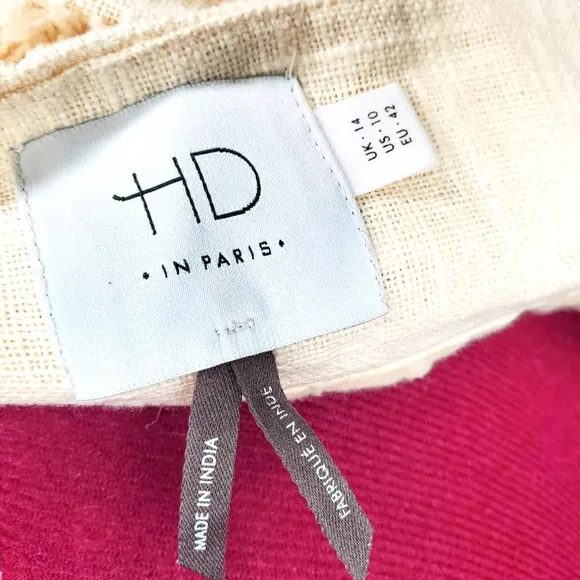 HD
• IN PARIS •
UK • 14
US • 10
EU • 42
MADE IN INDIA
FABRIQUÉ EN INDE